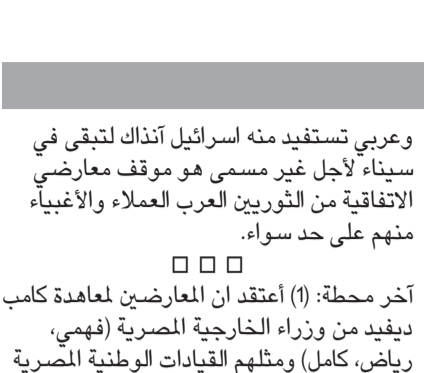 وعربي تستفيد منه اسرائيل آنذاك لتبقى في
سيناء لأجل غير مسمى هو موقف معارضي
الاتفاقية من الثوريين العرب العملاء والأغبياء
منهم على حد سواء.
□ □ □
آخر محطة: (1) أعتقد ان المعارضين لمعاهدة كامب
ديفيد من وزراء الخارجية المصرية (فهمي،
رياض، كامل) ومثلهم القيادات الوطنية المصرية